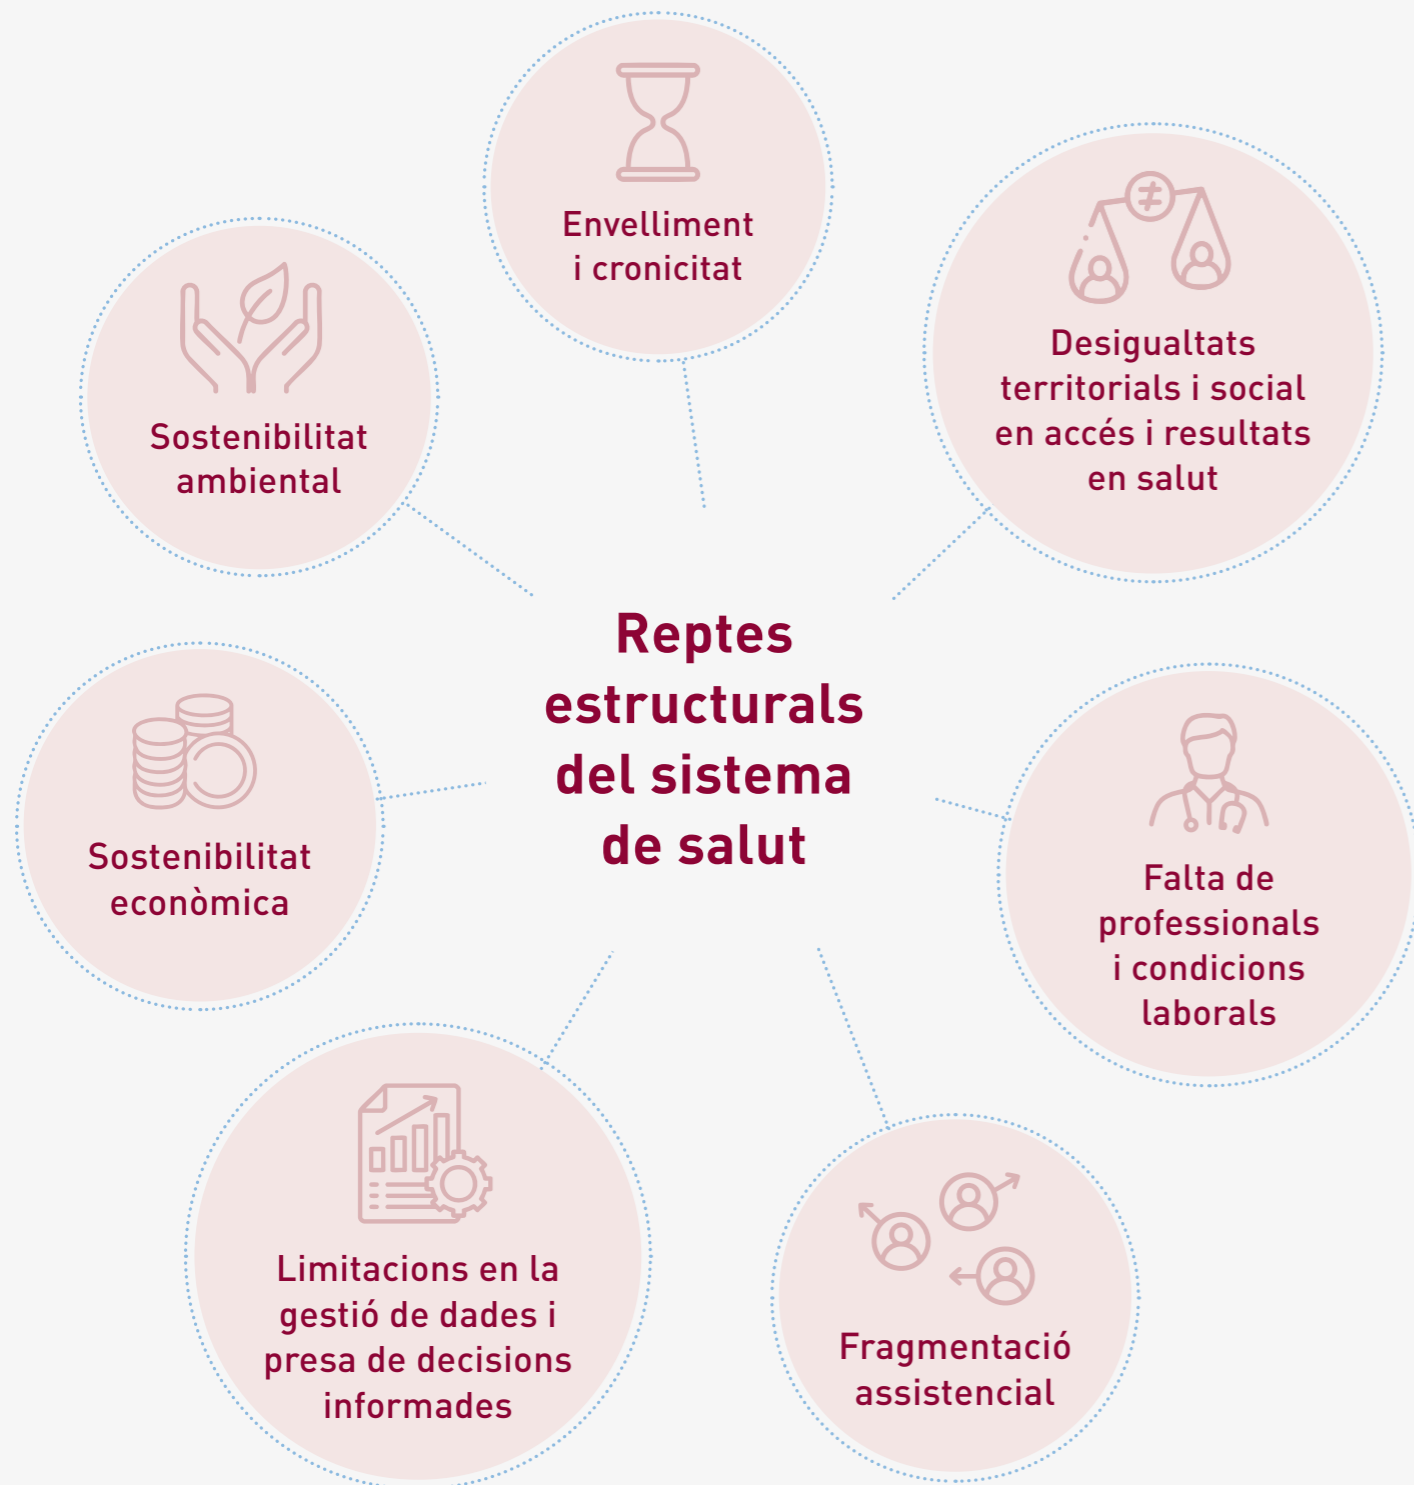 Envelliment
i cronicitat
Desigualtats
territorials i social
en accés i resultats
en salut
Sostenibilitat
ambiental
Reptes
estructurals
del sistema
de salut
Sostenibilitat
econòmica
Falta de
professionals
i condicions
laborals
Limitacions en la
gestió de dades i
presa de decisions
informades
Fragmentació
assistencial